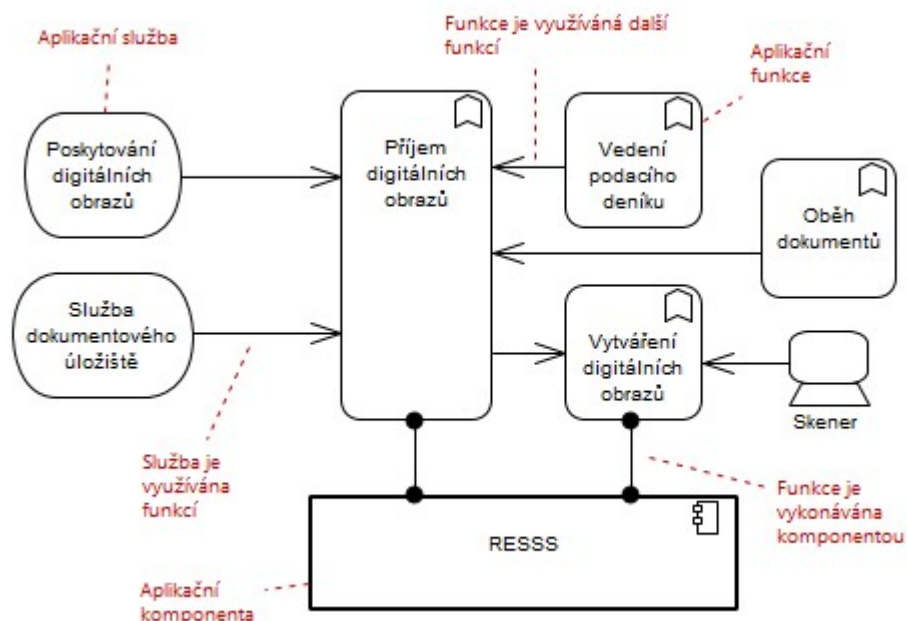 Aplikační služba
Funkce je využívaná další
funkcí
Aplikační
funkce
Poskytování
digitálních
obrazů
Příjem
digitálních
obrazů
Vedení
podacího
deníku
Oběh
dokumentů
Služba
dokumentového
úložiště
Vytváření
digitálních
obrazů
Skener
Služba je
využívána
funkcí
Funkce je
vykonávána
komponentou
RESSS
Aplikační
komponenta